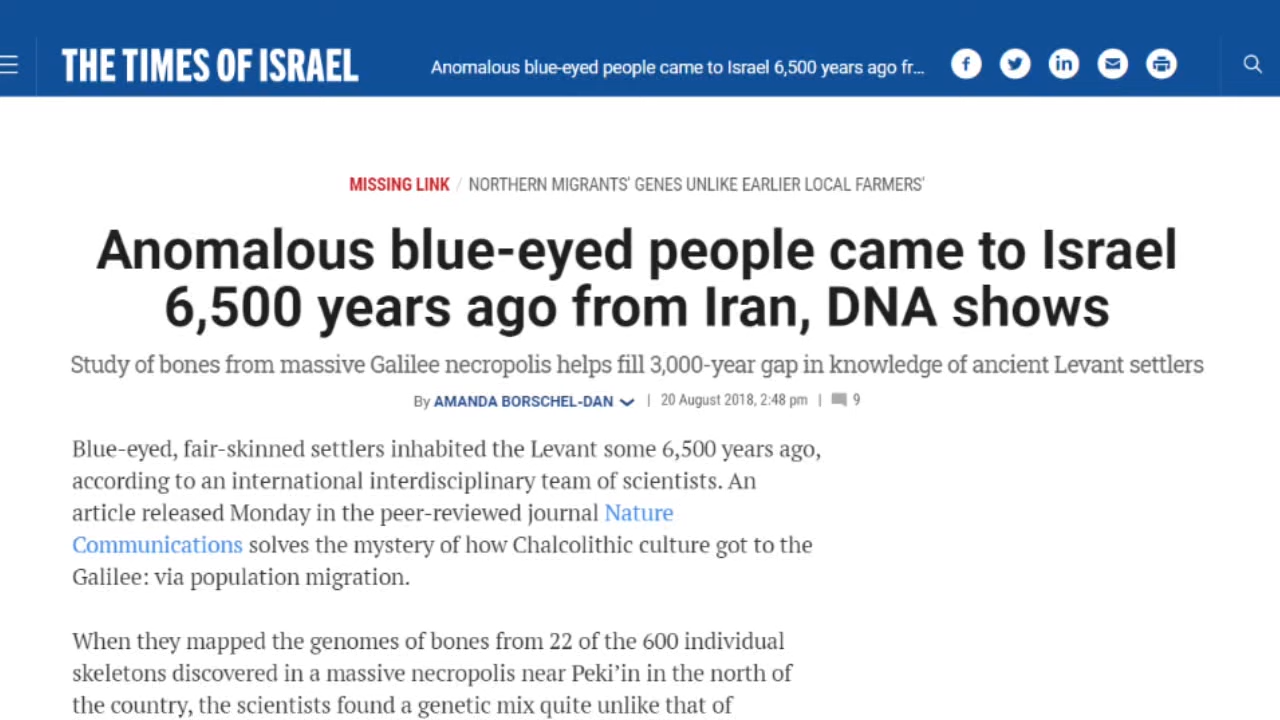 THE TIMES OF ISRAEL
Anomalous blue-eyed people came to Israel 6,500 years ago fr...
MISSING LINK / NORTHERN MIGRANTS' GENES UNLIKE EARLIER LOCAL FARMERS'
Anomalous blue-eyed people came to Israel
6,500 years ago from Iran, DNA shows
Study of bones from massive Galilee necropolis helps fill 3,000-year gap in knowledge of ancient Levant settlers
By AMANDA BORSCHEL-DAN | 20 August 2018, 2:48 pm | 9
Blue-eyed, fair-skinned settlers inhabited the Levant some 6,500 years ago,
according to an international interdisciplinary team of scientists. An
article released Monday in the peer-reviewed journal Nature
Communications solves the mystery of how Chalcolithic culture got to the
Galilee: via population migration.
When they mapped the genomes of bones from 22 of the 600 individual
skeletons discovered in a massive necropolis near Peki’in in the north of
the country, the scientists found a genetic mix quite unlike that of